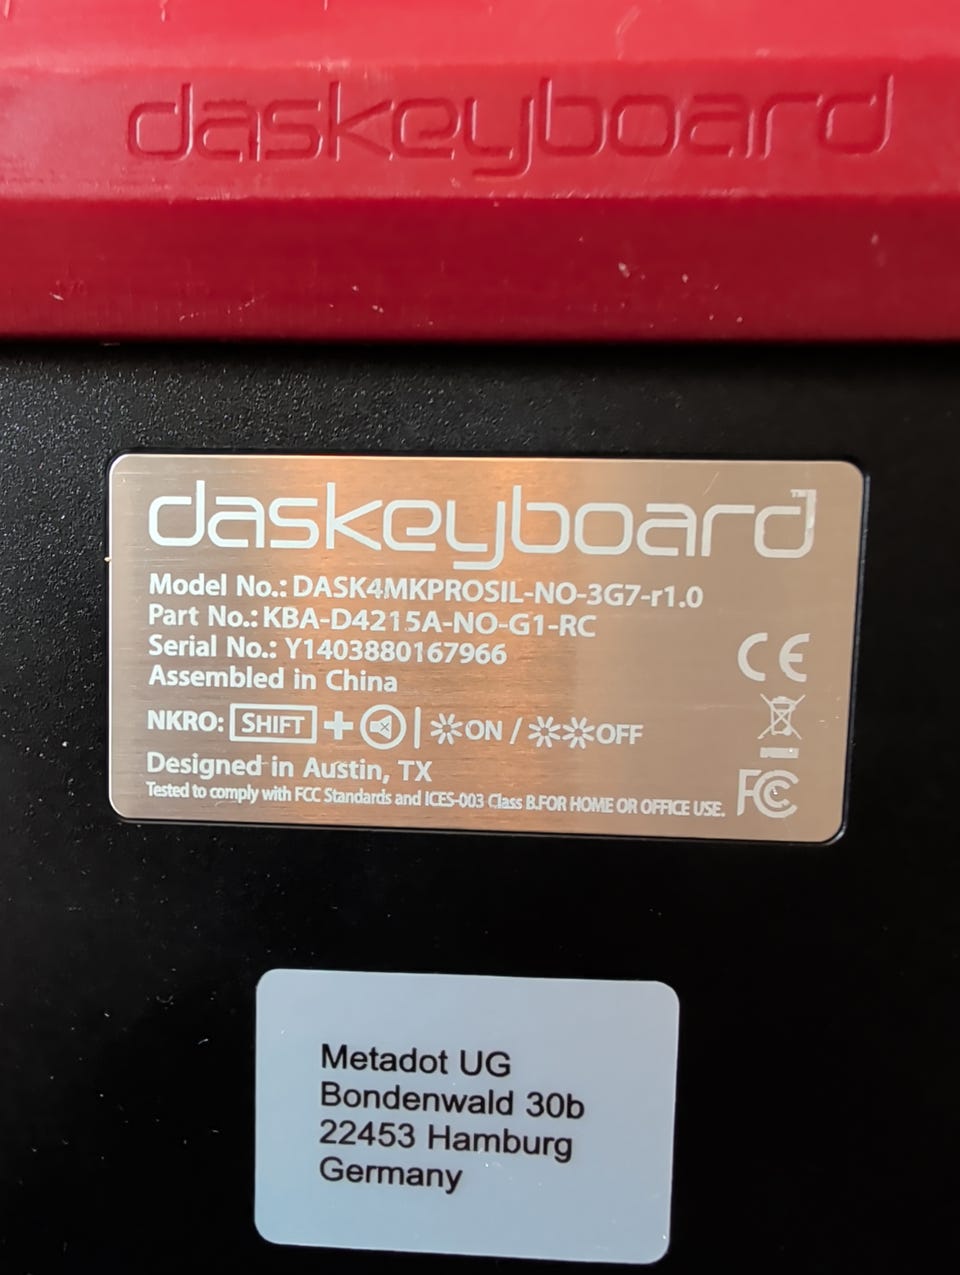 daskeyboard
daskeyboard™
Model No.: DASK4MKPROSIL-NO-3G7-r1.0
Part No.: KBA-D4215A-NO-G1-RC
Serial No.: Y1403880167966
Assembled in China
NKRO: SHIFT + | ON / OFF
Designed in Austin, TX
Tested to comply with FCC Standards and ICES-003 Class B.FOR HOME OR OFFICE USE.
CE
FCC
Metadot UG
Bondenwald 30b
22453 Hamburg
Germany